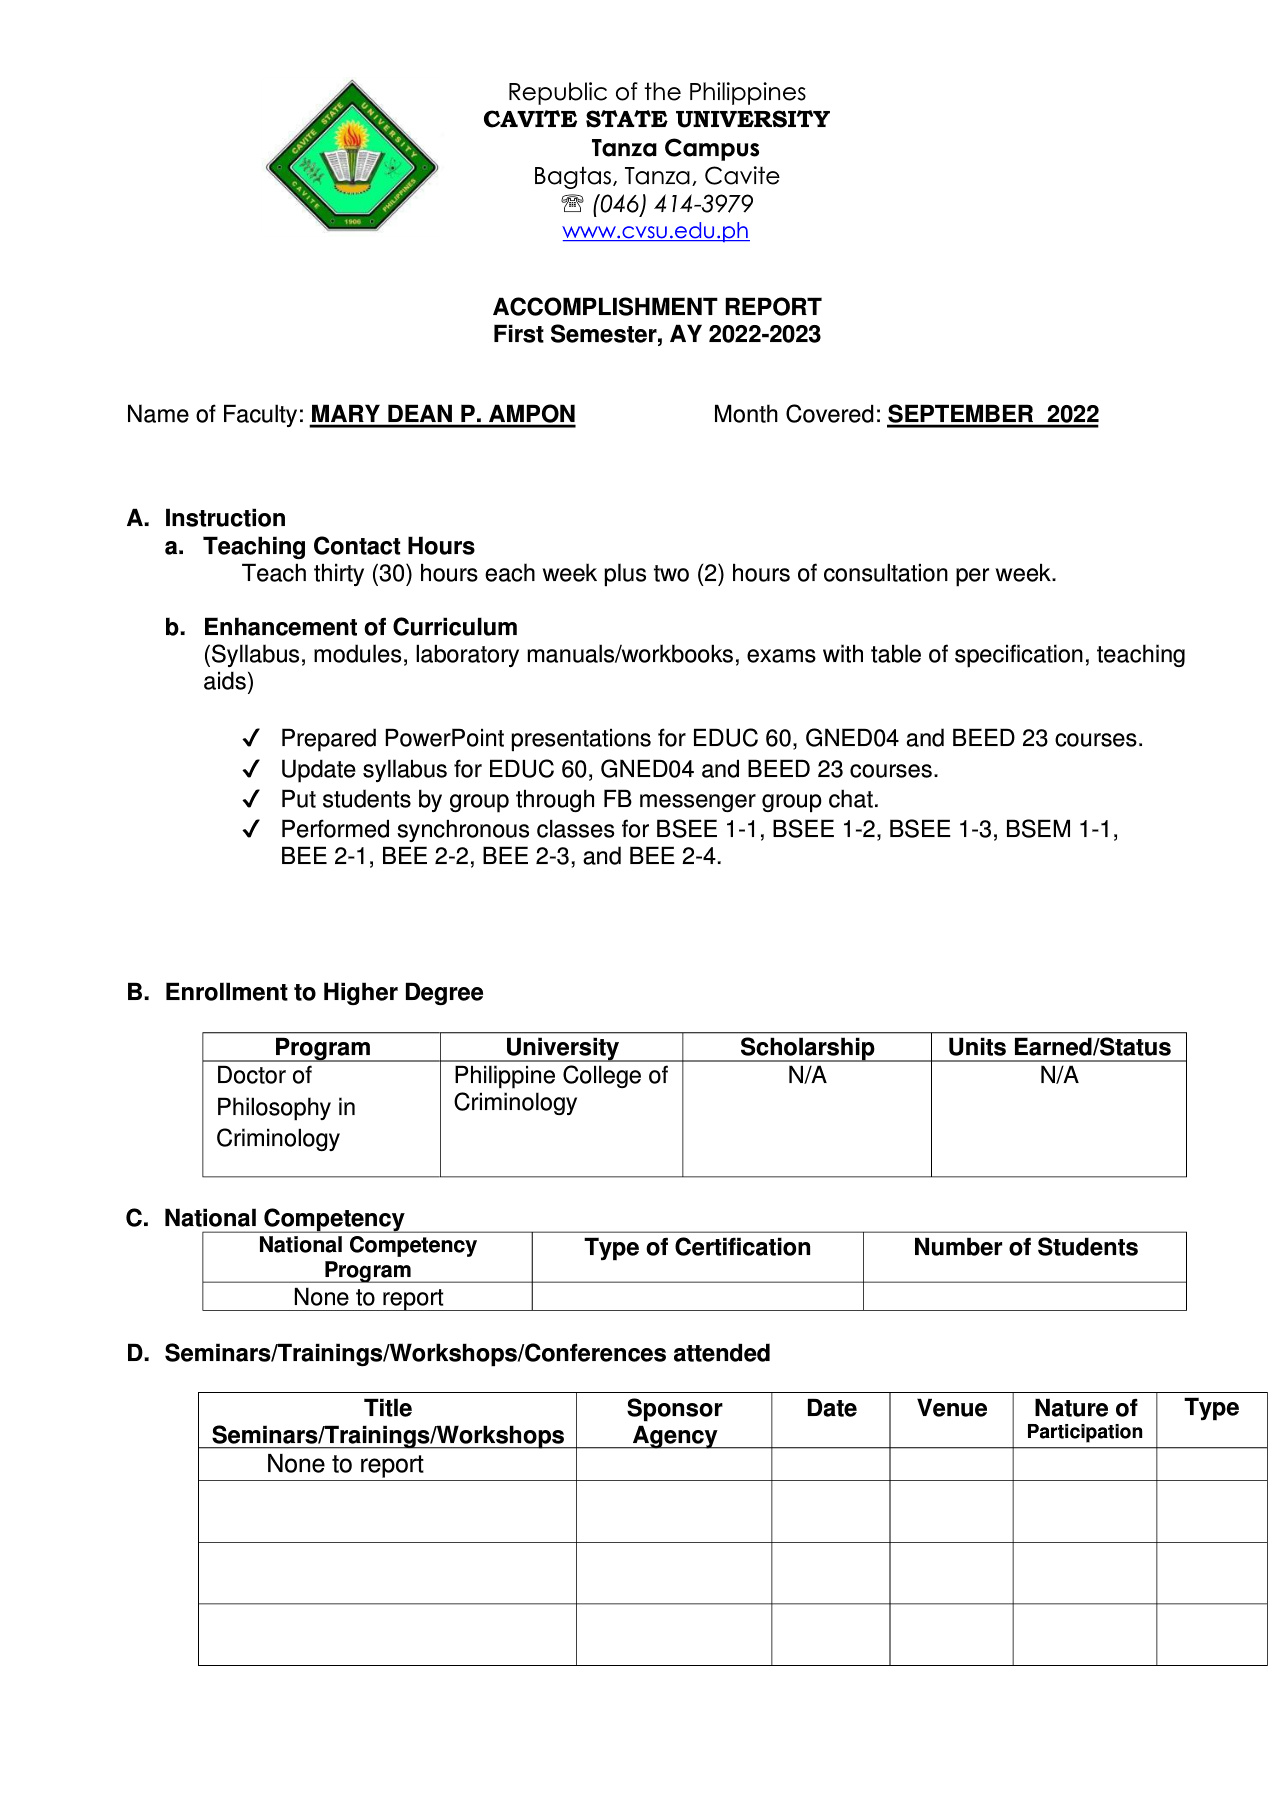 CAVITE STATE UNIVERSITY
CAVITE PHILIPPINES
1906
Republic of the Philippines
CAVITE STATE UNIVERSITY
Tanza Campus
Bagtas, Tanza, Cavite
☏ (046) 414-3979
www.cvsu.edu.ph
ACCOMPLISHMENT REPORT
First Semester, AY 2022-2023
Name of Faculty: MARY DEAN P. AMPON Month Covered: SEPTEMBER 2022
A. Instruction
a. Teaching Contact Hours
Teach thirty (30) hours each week plus two (2) hours of consultation per week.
b. Enhancement of Curriculum
(Syllabus, modules, laboratory manuals/workbooks, exams with table of specification, teaching
aids)
✓ Prepared PowerPoint presentations for EDUC 60, GNED04 and BEED 23 courses.
✓ Update syllabus for EDUC 60, GNED04 and BEED 23 courses.
✓ Put students by group through FB messenger group chat.
✓ Performed synchronous classes for BSEE 1-1, BSEE 1-2, BSEE 1-3, BSEM 1-1,
BEE 2-1, BEE 2-2, BEE 2-3, and BEE 2-4.
B. Enrollment to Higher Degree
Program University Scholarship Units Earned/Status
Doctor of Philippine College of N/A N/A
Philosophy in Criminology
Criminology
C. National Competency
National Competency Type of Certification Number of Students
Program
None to report
D. Seminars/Trainings/Workshops/Conferences attended
Title Sponsor Date Venue Nature of Type
Seminars/Trainings/Workshops Agency Participation
None to report